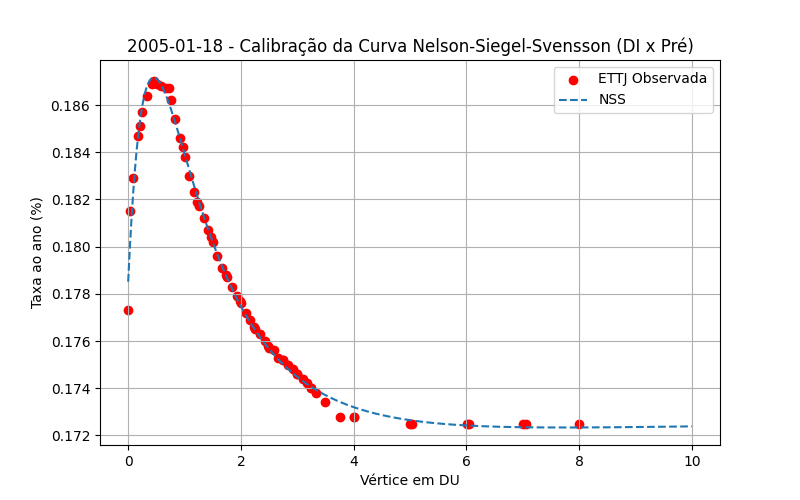 2005-01-18 - Calibração da Curva Nelson-Siegel-Svensson (DI x Pré)
ETTJ Observada
NSS
Taxa ao ano (%)
0.186
0.184
0.182
0.180
0.178
0.176
0.174
0.172
0 2 4 6 8 10
Vértice em DU